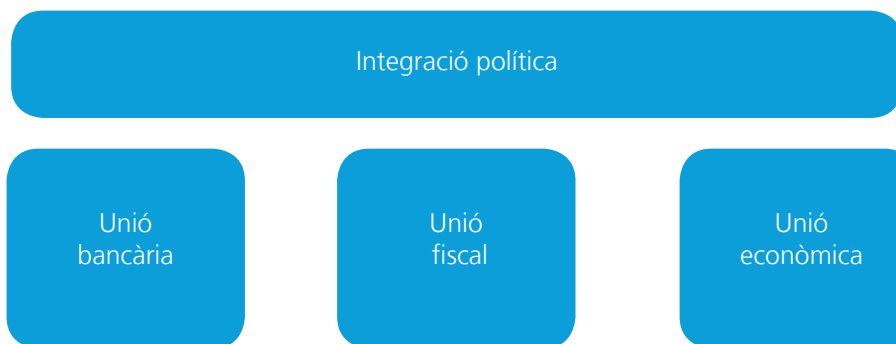 Integració política
Unió
bancària
Unió
fiscal
Unió
econòmica